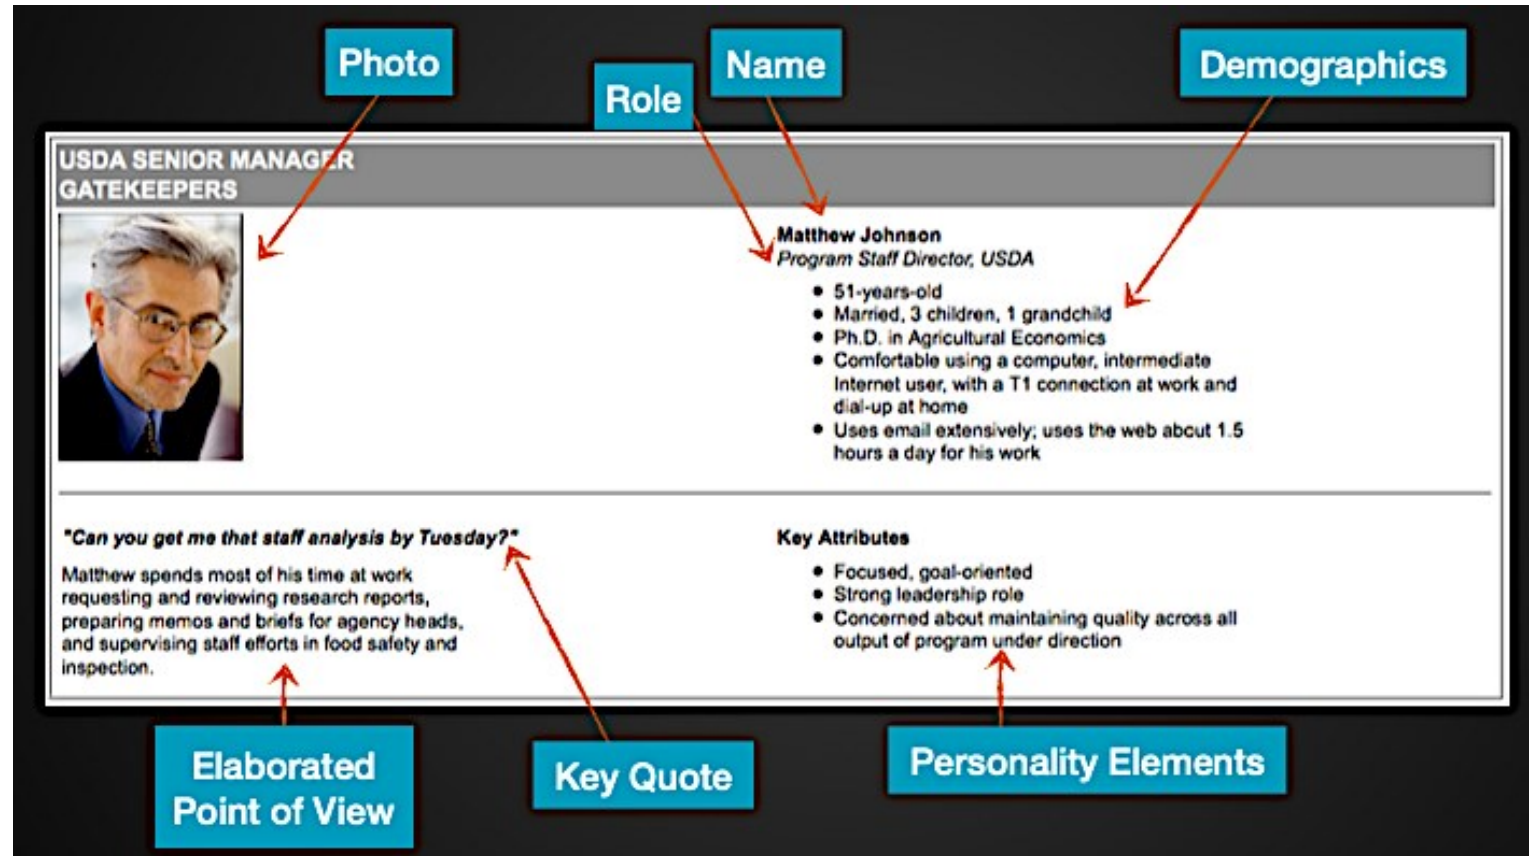 Photo
Role
Name
Demographics
USDA SENIOR MANAGER
GATEKEEPERS
Matthew Johnson
Program Staff Director, USDA
• 51-years-old
• Married, 3 children, 1 grandchild
• Ph.D. in Agricultural Economics
• Comfortable using a computer, intermediate
Internet user, with a T1 connection at work and
dial-up at home
• Uses email extensively; uses the web about 1.5
hours a day for his work
"Can you get me that staff analysis by Tuesday?"
Matthew spends most of his time at work
requesting and reviewing research reports,
preparing memos and briefs for agency heads,
and supervising staff efforts in food safety and
inspection.
Key Attributes
• Focused, goal-oriented
• Strong leadership role
• Concerned about maintaining quality across all
output of program under direction
Elaborated
Point of View
Key Quote
Personality Elements